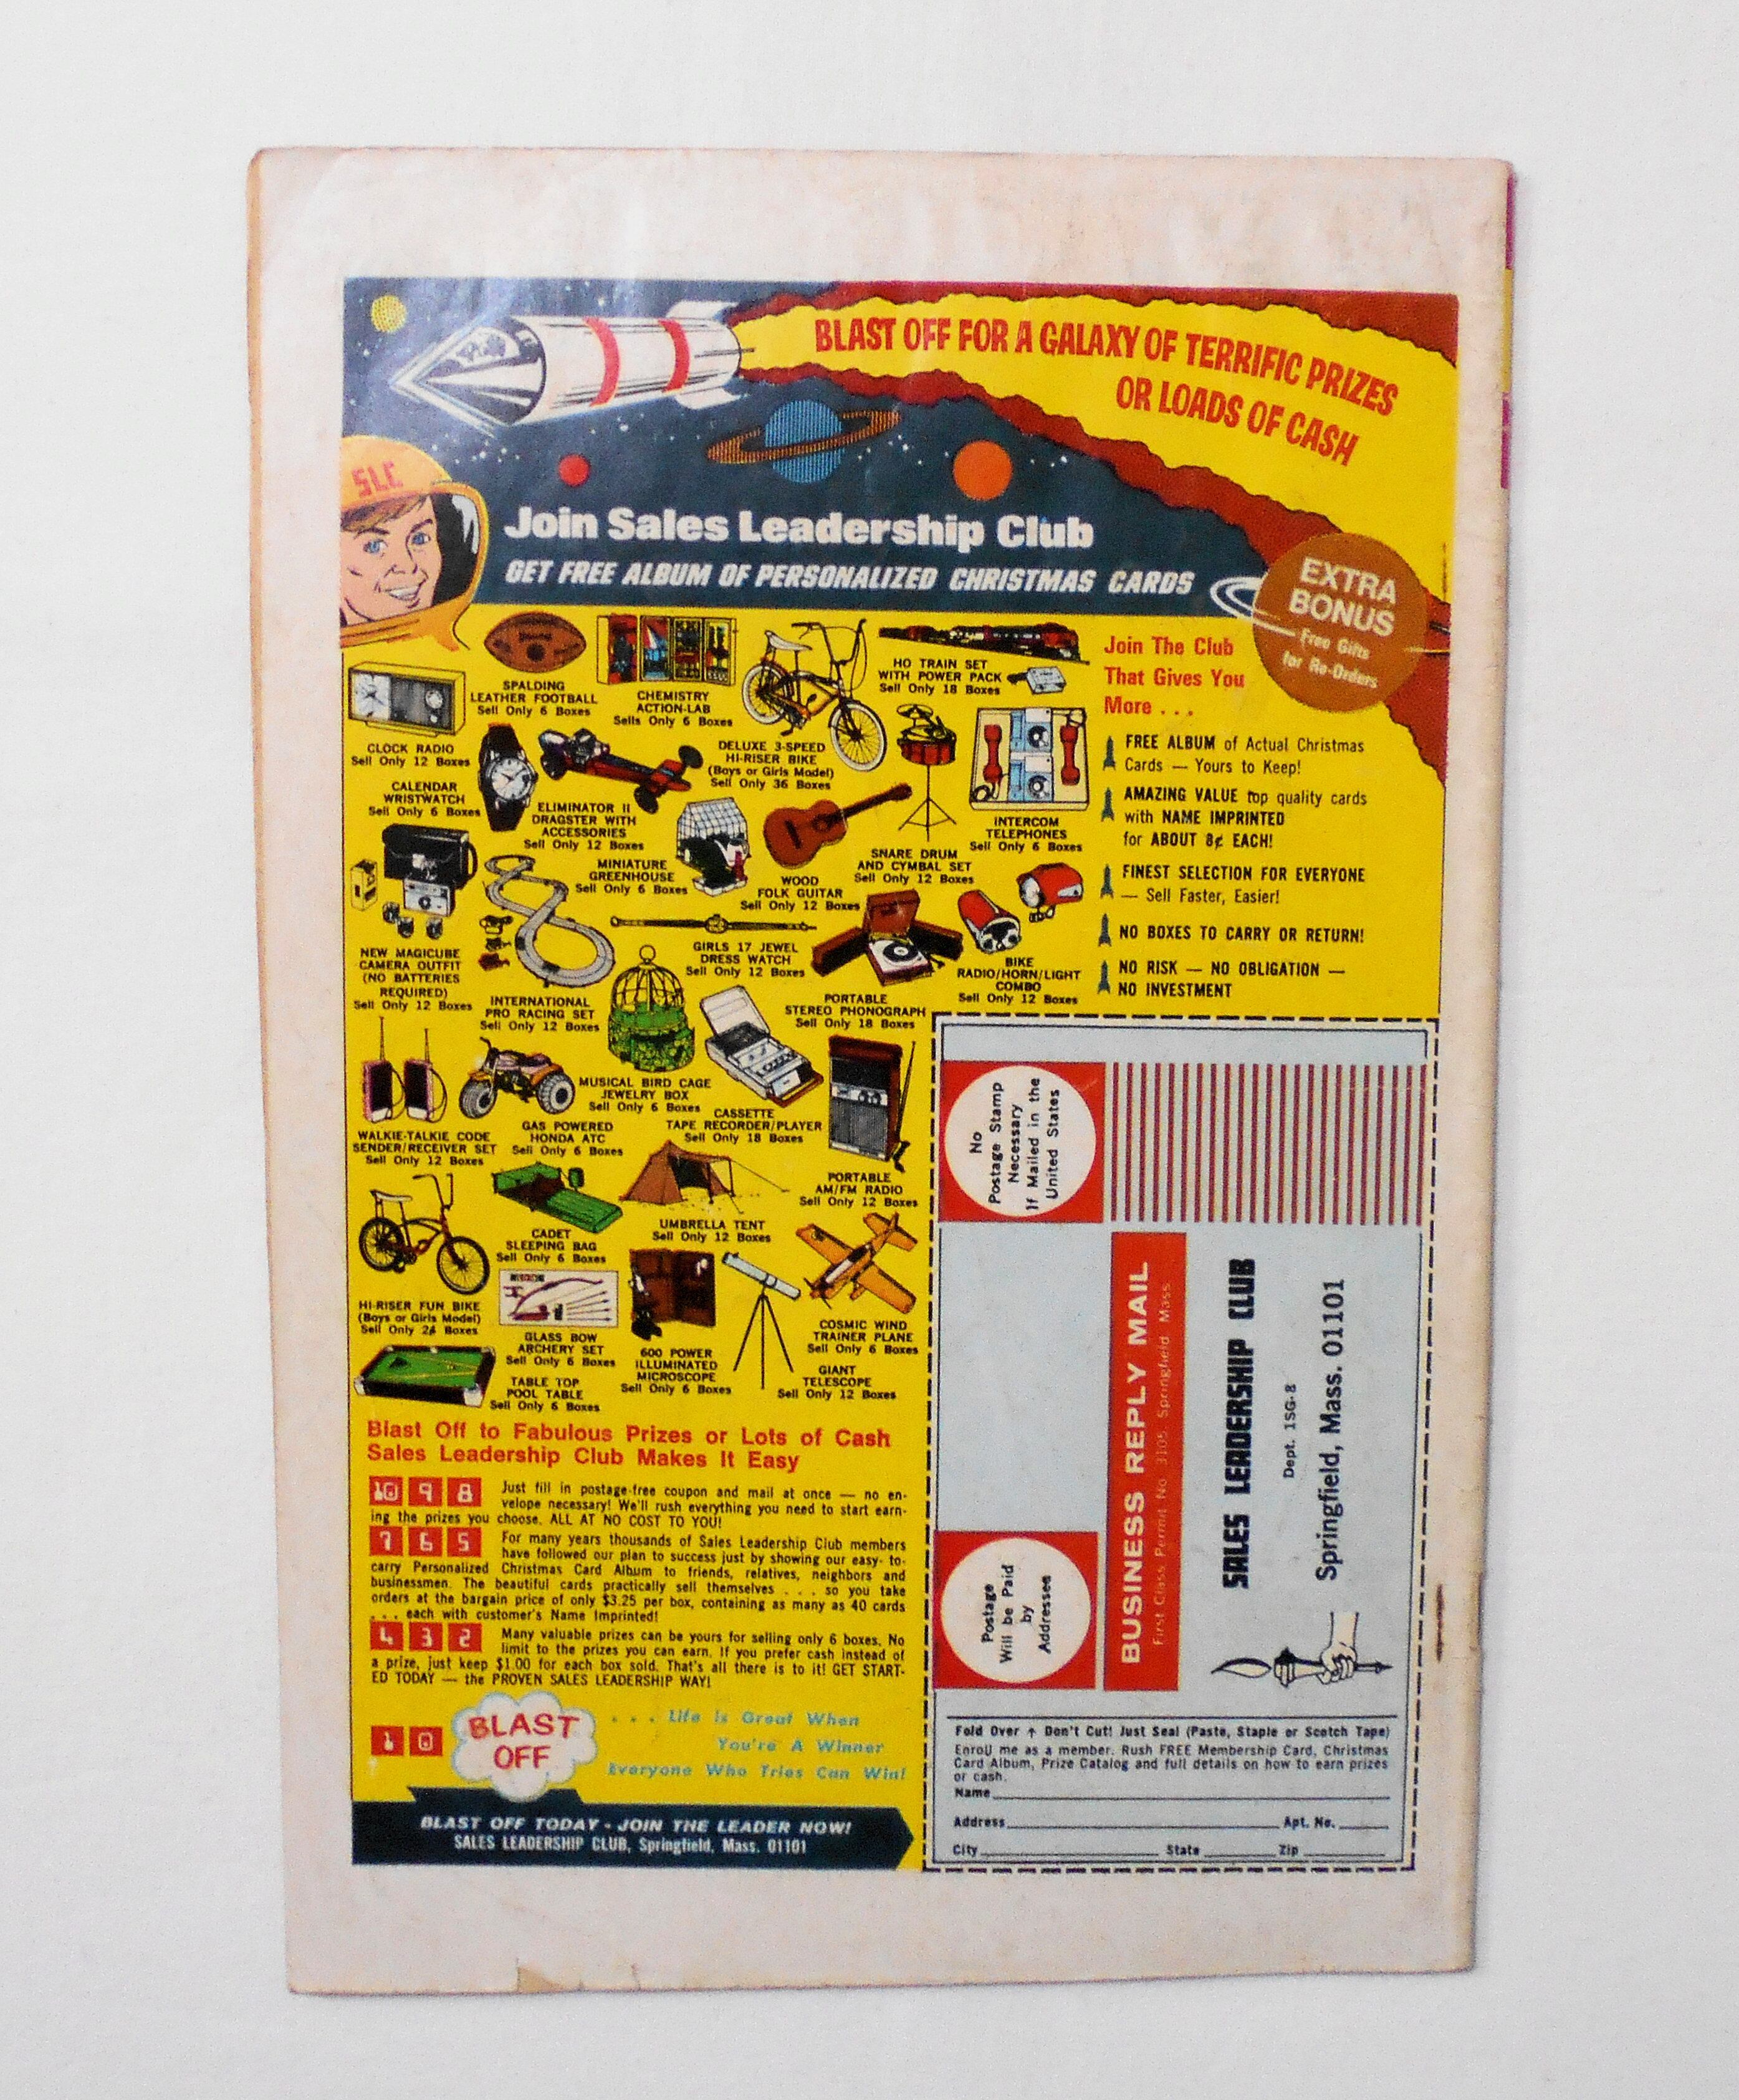 BLAST OFF FOR A GALAXY OF TERRIFIC PRIZES
OR LOADS OF CASH
SLC
Join Sales Leadership Club
GET FREE ALBUM OF PERSONALIZED CHRISTMAS CARDS
EXTRA
BONUS
Free Gifts
for Re-Orders
SPALDING
LEATHER FOOTBALL
Sell Only 6 Boxes
CHEMISTRY
ACTION-LAB
Sells Only 6 Boxes
HO TRAIN SET
WITH POWER PACK
Sell Only 18 Boxes
CLOCK RADIO
Sell Only 12 Boxes
DELUXE 3-SPEED
HI-RISER BIKE
(Boys or Girls Model)
Sell Only 36 Boxes
CALENDAR
WRISTWATCH
Sell Only 6 Boxes
ELIMINATOR II
DRAGSTER WITH
ACCESSORIES
Sell Only 12 Boxes
INTERCOM
TELEPHONES
Sell Only 6 Boxes
MINIATURE
GREENHOUSE
Sell Only 6 Boxes
WOOD
FOLK GUITAR
Sell Only 12 Boxes
SNARE DRUM
AND CYMBAL SET
Sell Only 12 Boxes
NEW MAGICUBE
CAMERA OUTFIT
(NO BATTERIES
REQUIRED)
Sell Only 12 Boxes
INTERNATIONAL
PRO RACING SET
Sell Only 12 Boxes
GIRLS 17 JEWEL
DRESS WATCH
Sell Only 12 Boxes
PORTABLE
STEREO PHONOGRAPH
Sell Only 18 Boxes
BIKE
RADIO/HORN/LIGHT
COMBO
Sell Only 12 Boxes
WALKIE-TALKIE CODE
SENDER/RECEIVER SET
Sell Only 12 Boxes
GAS POWERED
HONDA ATC
Sell Only 6 Boxes
MUSICAL BIRD CAGE
JEWELRY BOX
Sell Only 6 Boxes
CASSETTE
TAPE RECORDER/PLAYER
Sell Only 18 Boxes
PORTABLE
AM/FM RADIO
Sell Only 12 Boxes
CADET
SLEEPING BAG
Sell Only 6 Boxes
UMBRELLA TENT
Sell Only 12 Boxes
HI-RISER FUN BIKE
(Boys or Girls Model)
Sell Only 24 Boxes
GLASS BOW
ARCHERY SET
Sell Only 6 Boxes
600 POWER
ILLUMINATED
MICROSCOPE
Sell Only 6 Boxes
COSMIC WIND
TRAINER PLANE
Sell Only 6 Boxes
GIANT
TELESCOPE
Sell Only 12 Boxes
TABLE TOP
POOL TABLE
Sell Only 6 Boxes
Join The Club
That Gives You
More . . .
FREE ALBUM of Actual Christmas
Cards — Yours to Keep!
AMAZING VALUE top quality cards
with NAME IMPRINTED
for ABOUT 8¢ EACH!
FINEST SELECTION FOR EVERYONE
— Sell Faster, Easier!
NO BOXES TO CARRY OR RETURN!
NO RISK — NO OBLIGATION —
NO INVESTMENT
Blast Off to Fabulous Prizes or Lots of Cash
Sales Leadership Club Makes It Easy
10 9 8
Just fill in postage-free coupon and mail at once — no en-
velope necessary! We'll rush everything you need to start earn-
ing the prizes you choose. ALL AT NO COST TO YOU!
7 6 5
For many years thousands of Sales Leadership Club members
have followed our plan to success just by showing our easy- to-
carry Personalized Christmas Card Album to friends, relatives, neighbors and
businessmen. The beautiful cards practically sell themselves . . . so you take
orders at the bargain price of only $3.25 per box, containing as many as 40 cards
. . . each with customer's Name Imprinted!
4 3 2
Many valuable prizes can be yours for selling only 6 boxes. No
limit to the prizes you can earn. If you prefer cash instead of
a prize, just keep $1.00 for each box sold. That's all there is to it! GET START-
ED TODAY — the PROVEN SALES LEADERSHIP WAY!
1 0
BLAST
OFF
. . . Life Is Great When
You're A Winner
Everyone Who Tries Can Win!
BLAST OFF TODAY - JOIN THE LEADER NOW!
SALES LEADERSHIP CLUB, Springfield, Mass. 01101
No
Postage Stamp
Necessary
If Mailed in the
United States
Postage
Will be Paid
by
Addressee
BUSINESS REPLY MAIL
First Class Permit No. 3105 Springfield, Mass
SALES LEADERSHIP CLUB
Dept. 1SG-8
Springfield, Mass. 01101
Fold Over ↑ Don't Cut! Just Seal (Paste, Staple or Scotch Tape)
Enroll me as a member. Rush FREE Membership Card, Christmas
Card Album, Prize Catalog and full details on how to earn prizes
or cash.
Name
Address Apt. No.
City State Zip